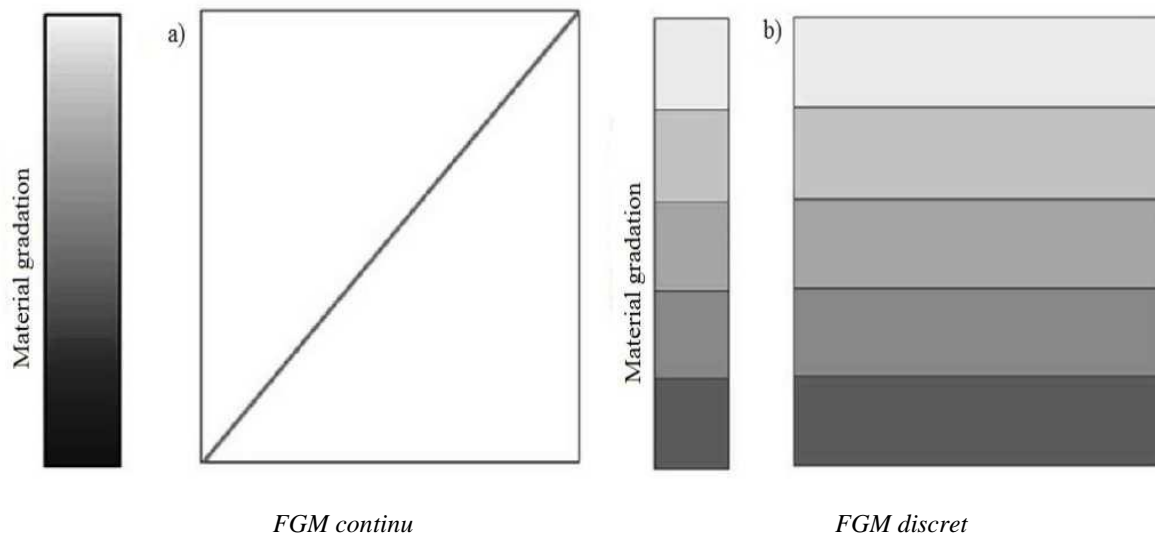 a)
Material gradation
b)
Material gradation
FGM continu
FGM discret